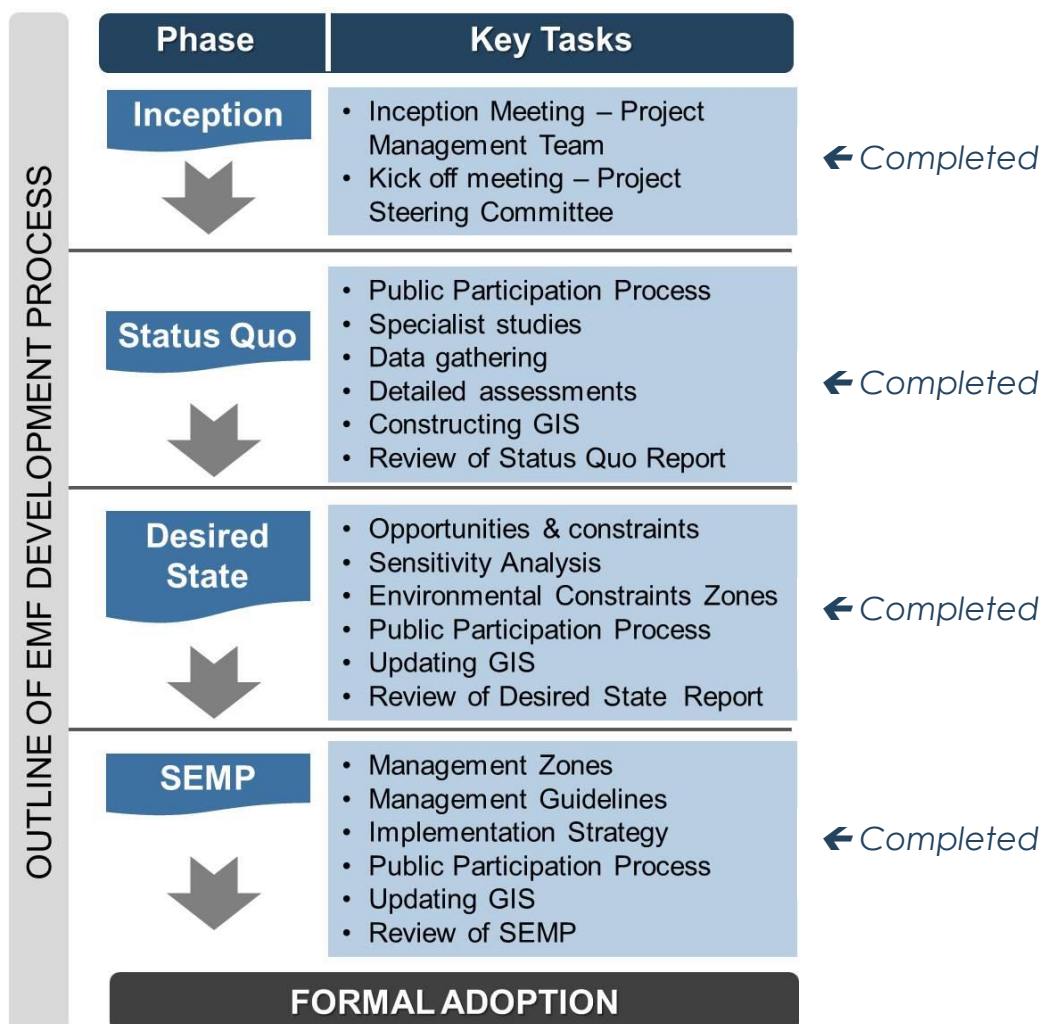 OUTLINE OF EMF DEVELOPMENT PROCESS
Phase
Key Tasks
Inception
• Inception Meeting – Project
Management Team
• Kick off meeting – Project
Steering Committee
← Completed
Status Quo
• Public Participation Process
• Specialist studies
• Data gathering
• Detailed assessments
• Constructing GIS
• Review of Status Quo Report
← Completed
Desired
State
• Opportunities & constraints
• Sensitivity Analysis
• Environmental Constraints Zones
• Public Participation Process
• Updating GIS
• Review of Desired State Report
← Completed
SEMP
• Management Zones
• Management Guidelines
• Implementation Strategy
• Public Participation Process
• Updating GIS
• Review of SEMP
← Completed
FORMAL ADOPTION